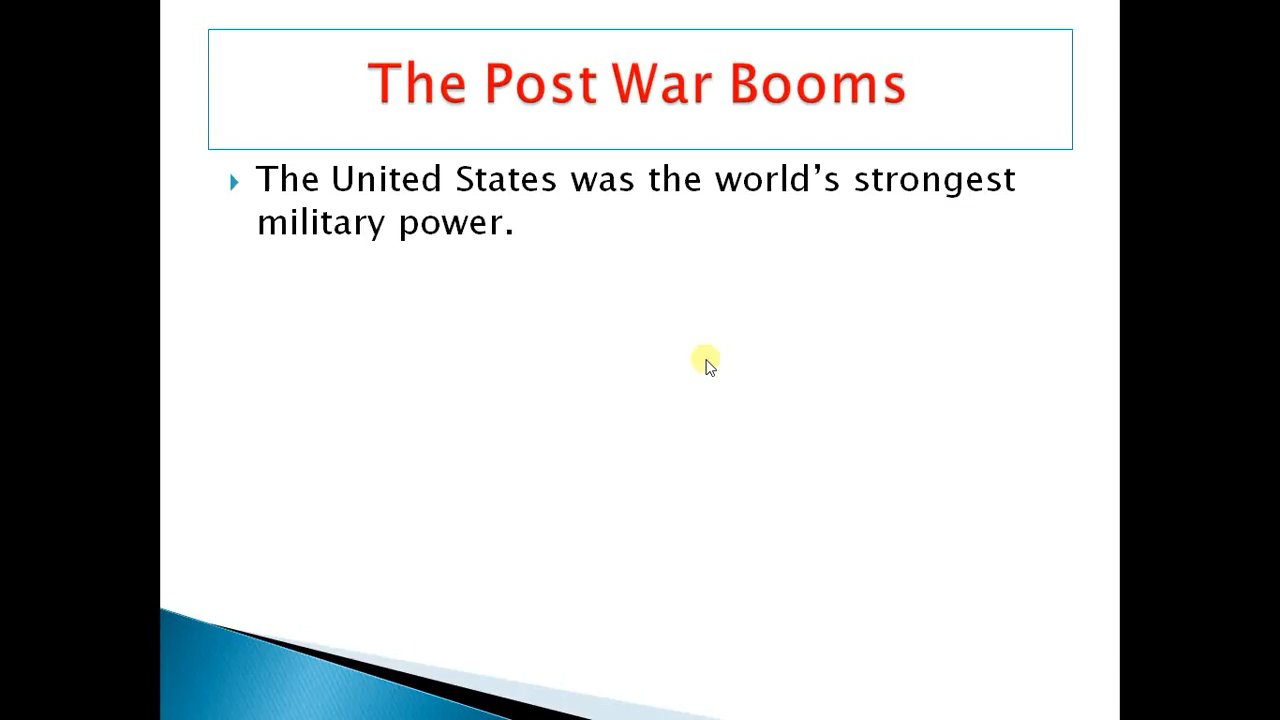 The Post War Booms
The United States was the world’s strongest
military power.